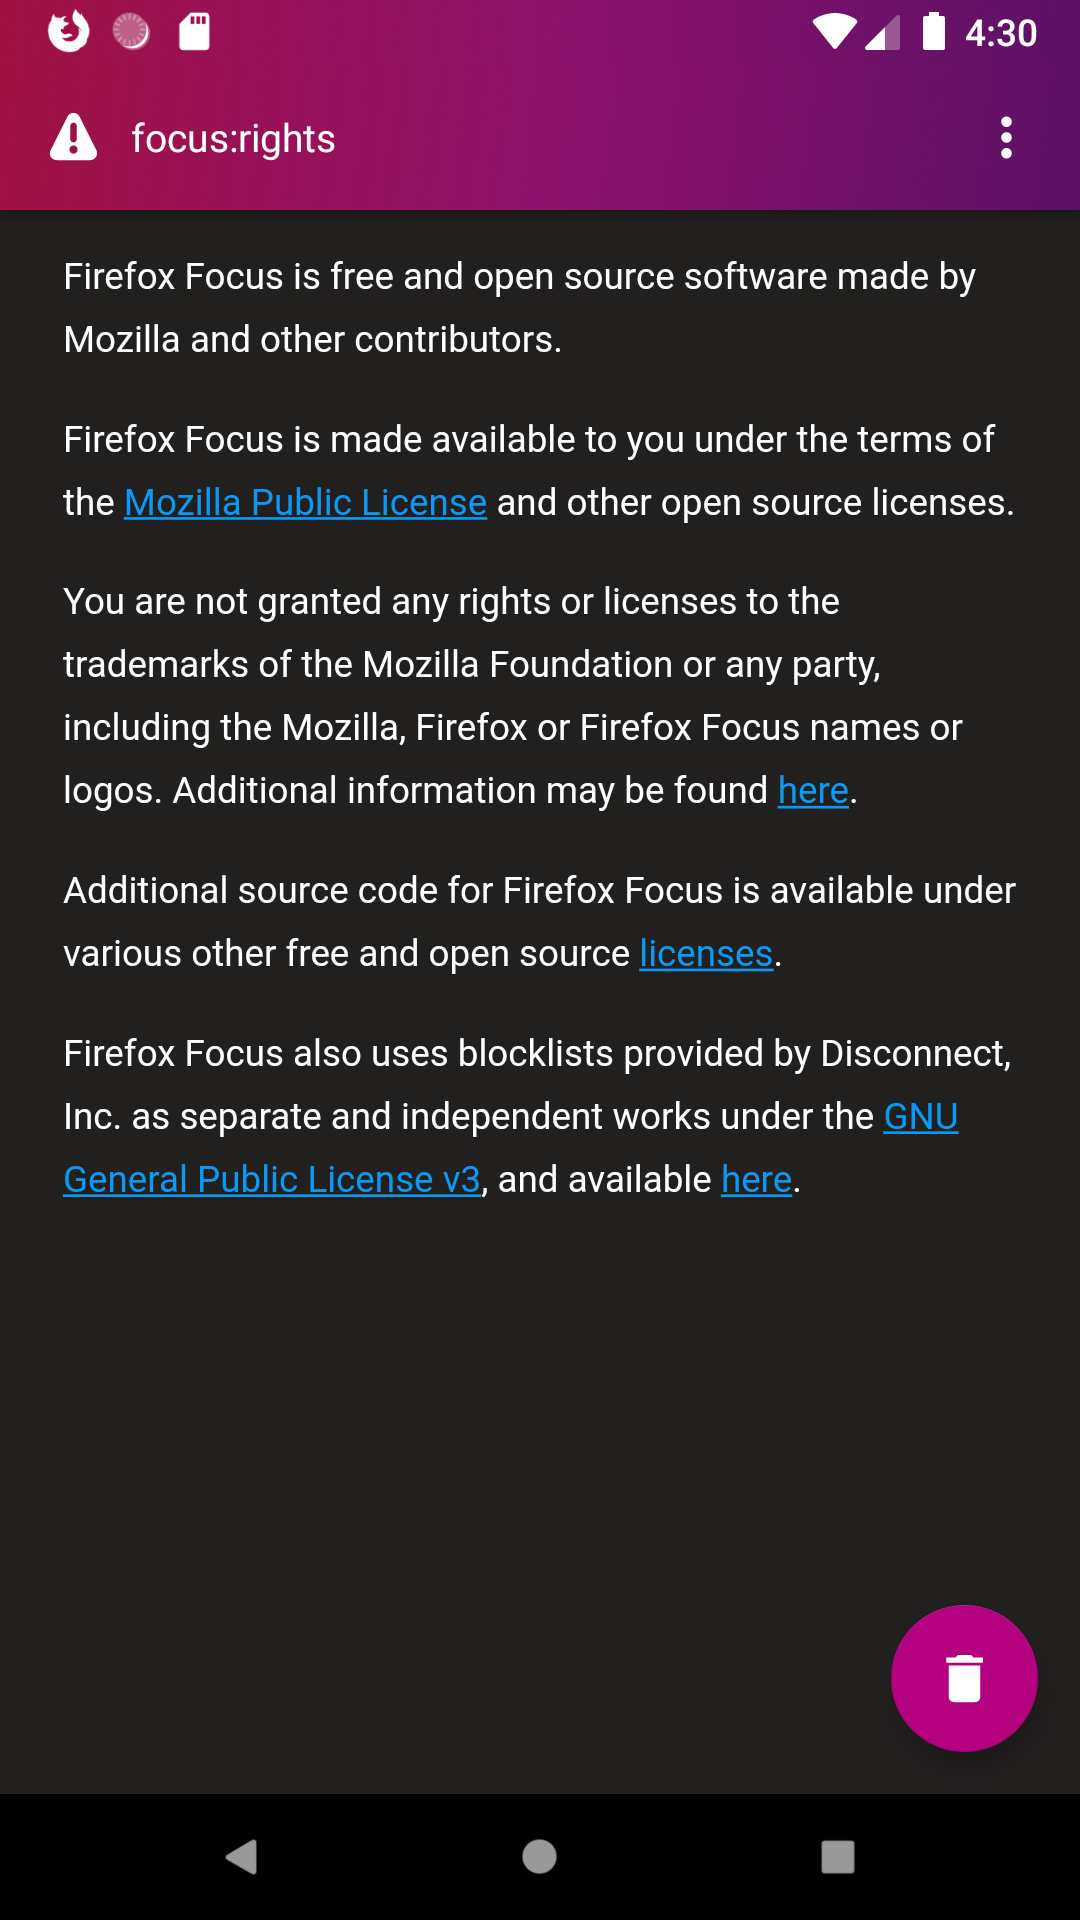 4:30
focus:rights
Firefox Focus is free and open source software made by
Mozilla and other contributors.
Firefox Focus is made available to you under the terms of
the Mozilla Public License and other open source licenses.
You are not granted any rights or licenses to the
trademarks of the Mozilla Foundation or any party,
including the Mozilla, Firefox or Firefox Focus names or
logos. Additional information may be found here.
Additional source code for Firefox Focus is available under
various other free and open source licenses.
Firefox Focus also uses blocklists provided by Disconnect,
Inc. as separate and independent works under the GNU
General Public License v3, and available here.